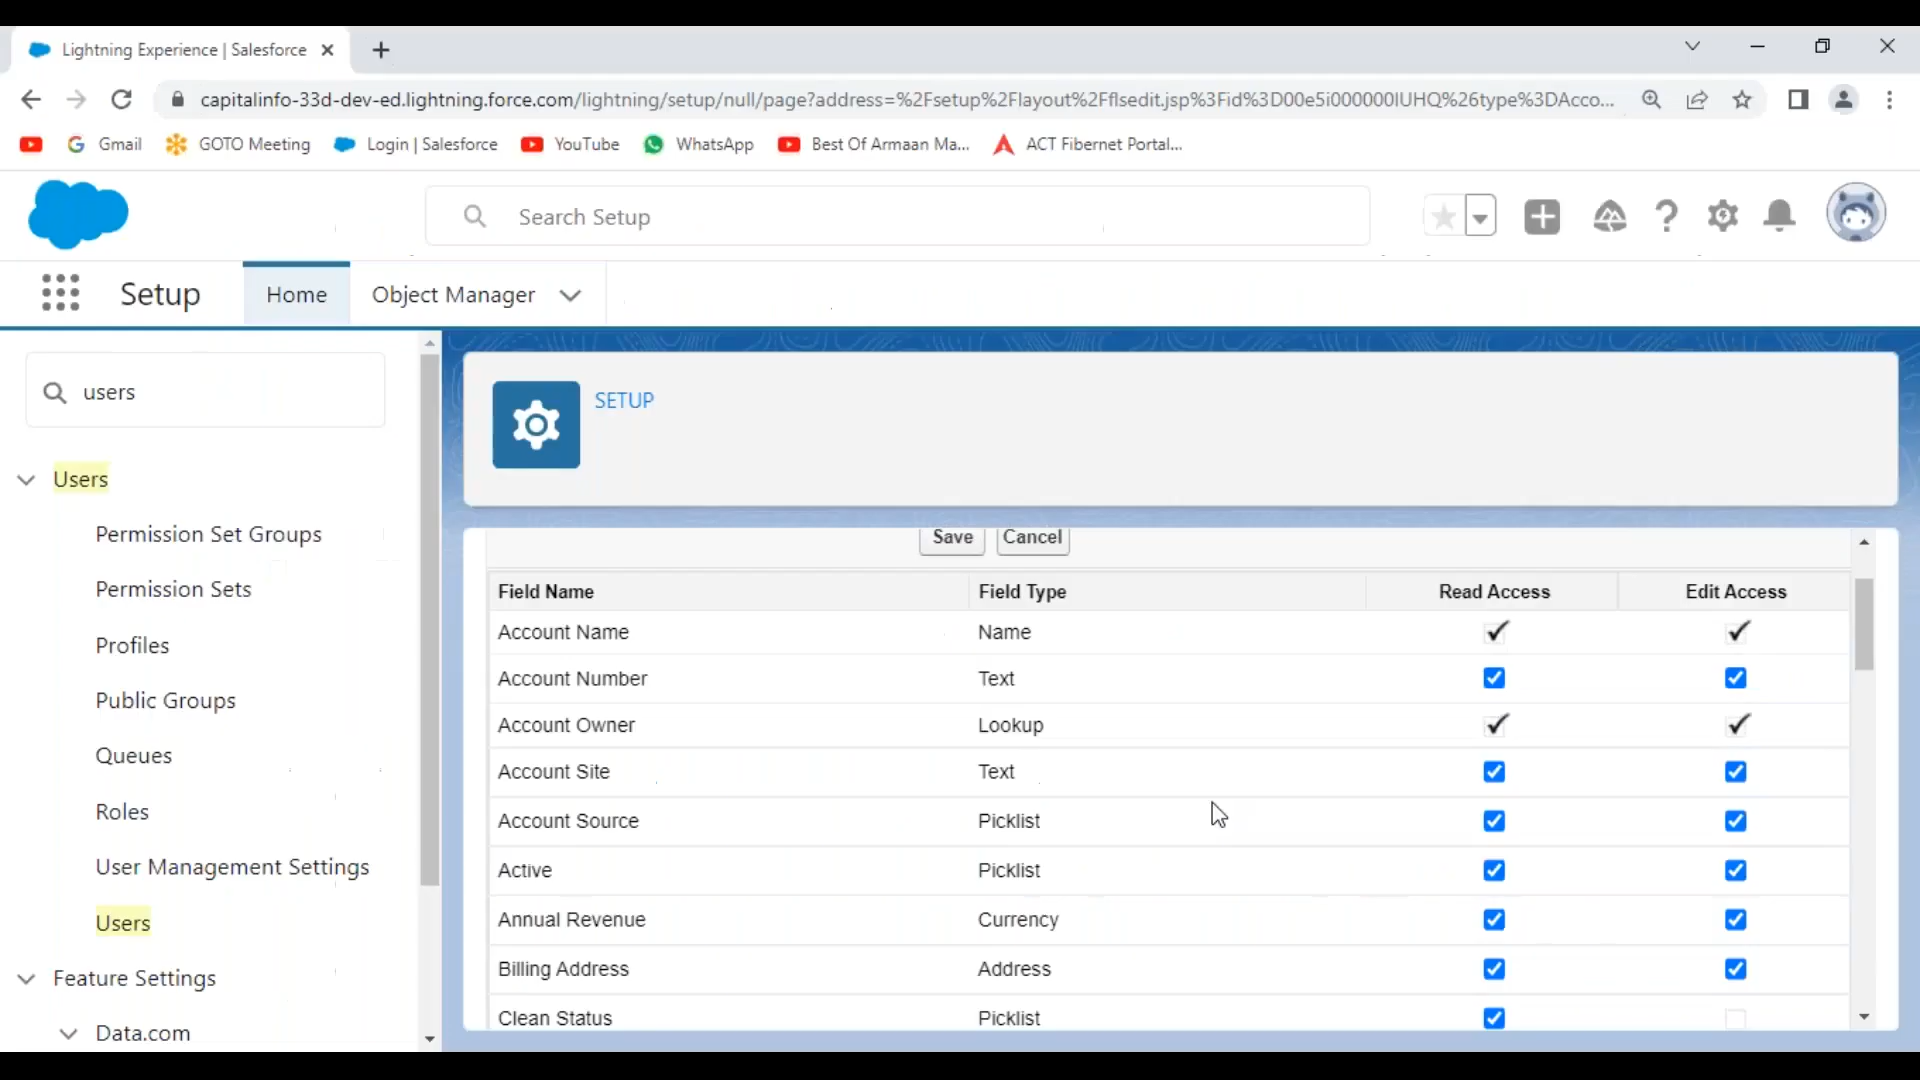 Lightning Experience | Salesforce
capitalinfo-33d-dev-ed.lightning.force.com/lightning/setup/null/page?address=%2Fsetup%2Flayout%2Fflsedit.jsp%3Fid%3D00e5i000000IUHQ%26type%3DAcco...
Gmail GOTO Meeting Login | Salesforce YouTube WhatsApp Best Of Armaan Ma... ACT Fibernet Portal...
Search Setup
Setup Home Object Manager
users
Users
Permission Set Groups
Permission Sets
Profiles
Public Groups
Queues
Roles
User Management Settings
Users
Feature Settings
Data.com
SETUP
Save Cancel
Field Name Field Type Read Access Edit Access
Account Name Name
Account Number Text
Account Owner Lookup
Account Site Text
Account Source Picklist
Active Picklist
Annual Revenue Currency
Billing Address Address
Clean Status Picklist